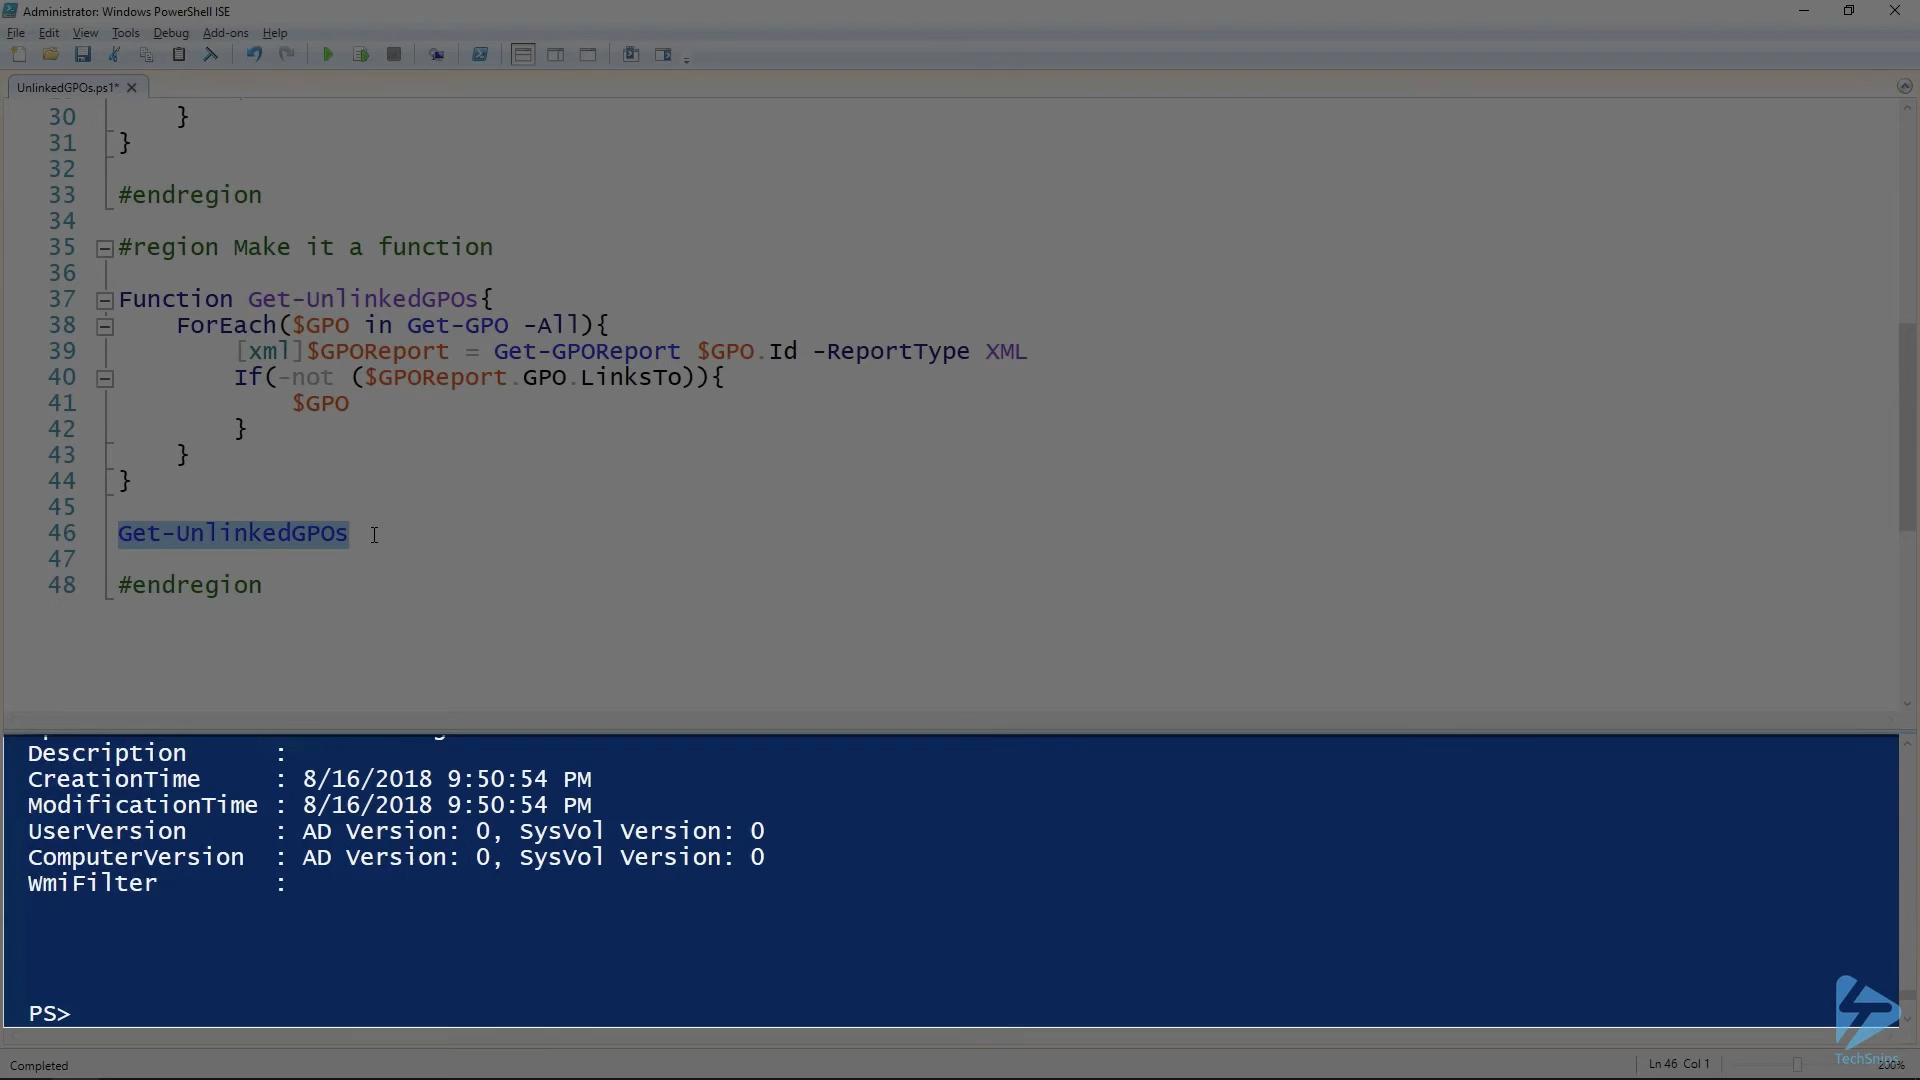 Administrator: Windows PowerShell ISE
File Edit View Tools Debug Add-ons Help
UnlinkedGPOs.ps1*
30 }
31 }
32
33 #endregion
34
35 #region Make it a function
36
37 Function Get-UnlinkedGPOs{
38 ForEach($GPO in Get-GPO -All){
39 [xml]$GPOReport = Get-GPOReport $GPO.Id -ReportType XML
40 If(-not ($GPOReport.GPO.LinksTo)){
41 $GPO
42 }
43 }
44 }
45
46 Get-UnlinkedGPOs
47
48 #endregion
Description :
CreationTime : 8/16/2018 9:50:54 PM
ModificationTime : 8/16/2018 9:50:54 PM
UserVersion : AD Version: 0, SysVol Version: 0
ComputerVersion : AD Version: 0, SysVol Version: 0
WmiFilter :
PS>
TechSnips
Completed Ln 46 Col 1 200%